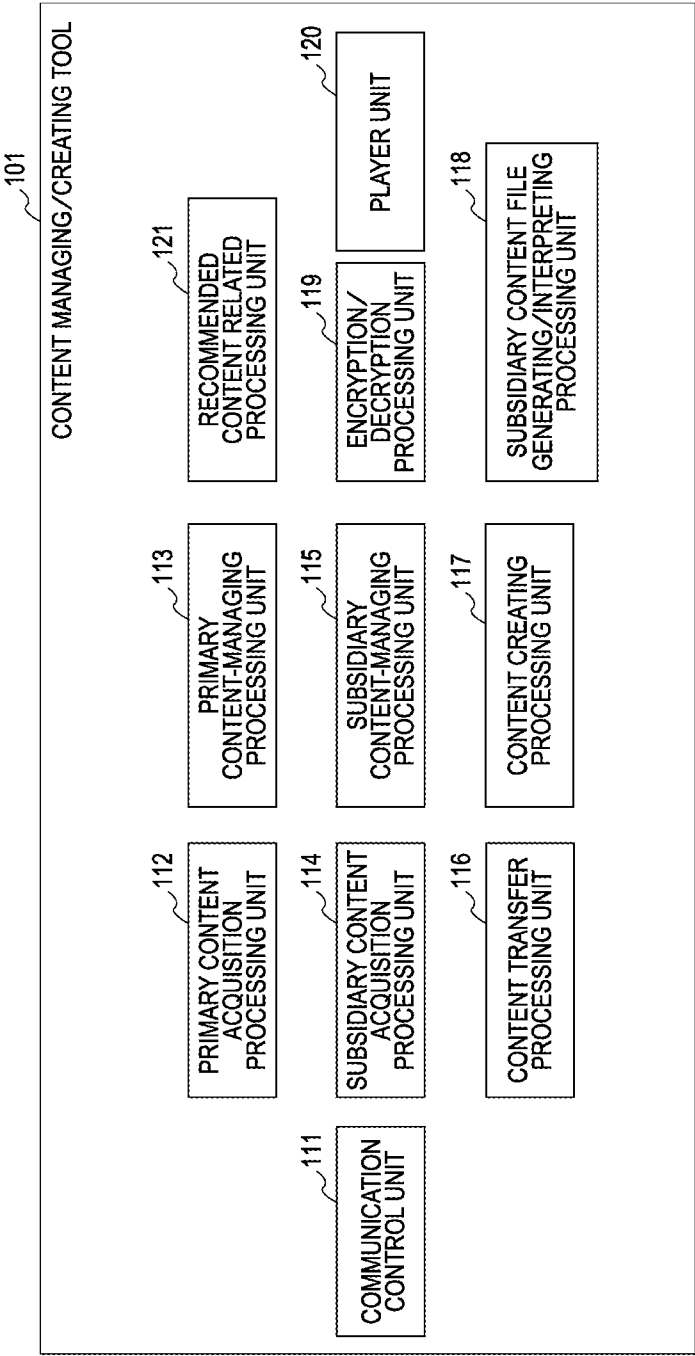 101
CONTENT MANAGING/CREATING TOOL
111
COMMUNICATION
CONTROL UNIT
112
PRIMARY CONTENT
ACQUISITION
PROCESSING UNIT
113
PRIMARY
CONTENT-MANAGING
PROCESSING UNIT
121
RECOMMENDED
CONTENT RELATED
PROCESSING UNIT
114
SUBSIDIARY CONTENT
ACQUISITION
PROCESSING UNIT
115
SUBSIDIARY
CONTENT-MANAGING
PROCESSING UNIT
119
ENCRYPTION/
DECRYPTION
PROCESSING UNIT
120
PLAYER UNIT
116
CONTENT TRANSFER
PROCESSING UNIT
117
CONTENT CREATING
PROCESSING UNIT
118
SUBSIDIARY CONTENT FILE
GENERATING/INTERPRETING
PROCESSING UNIT